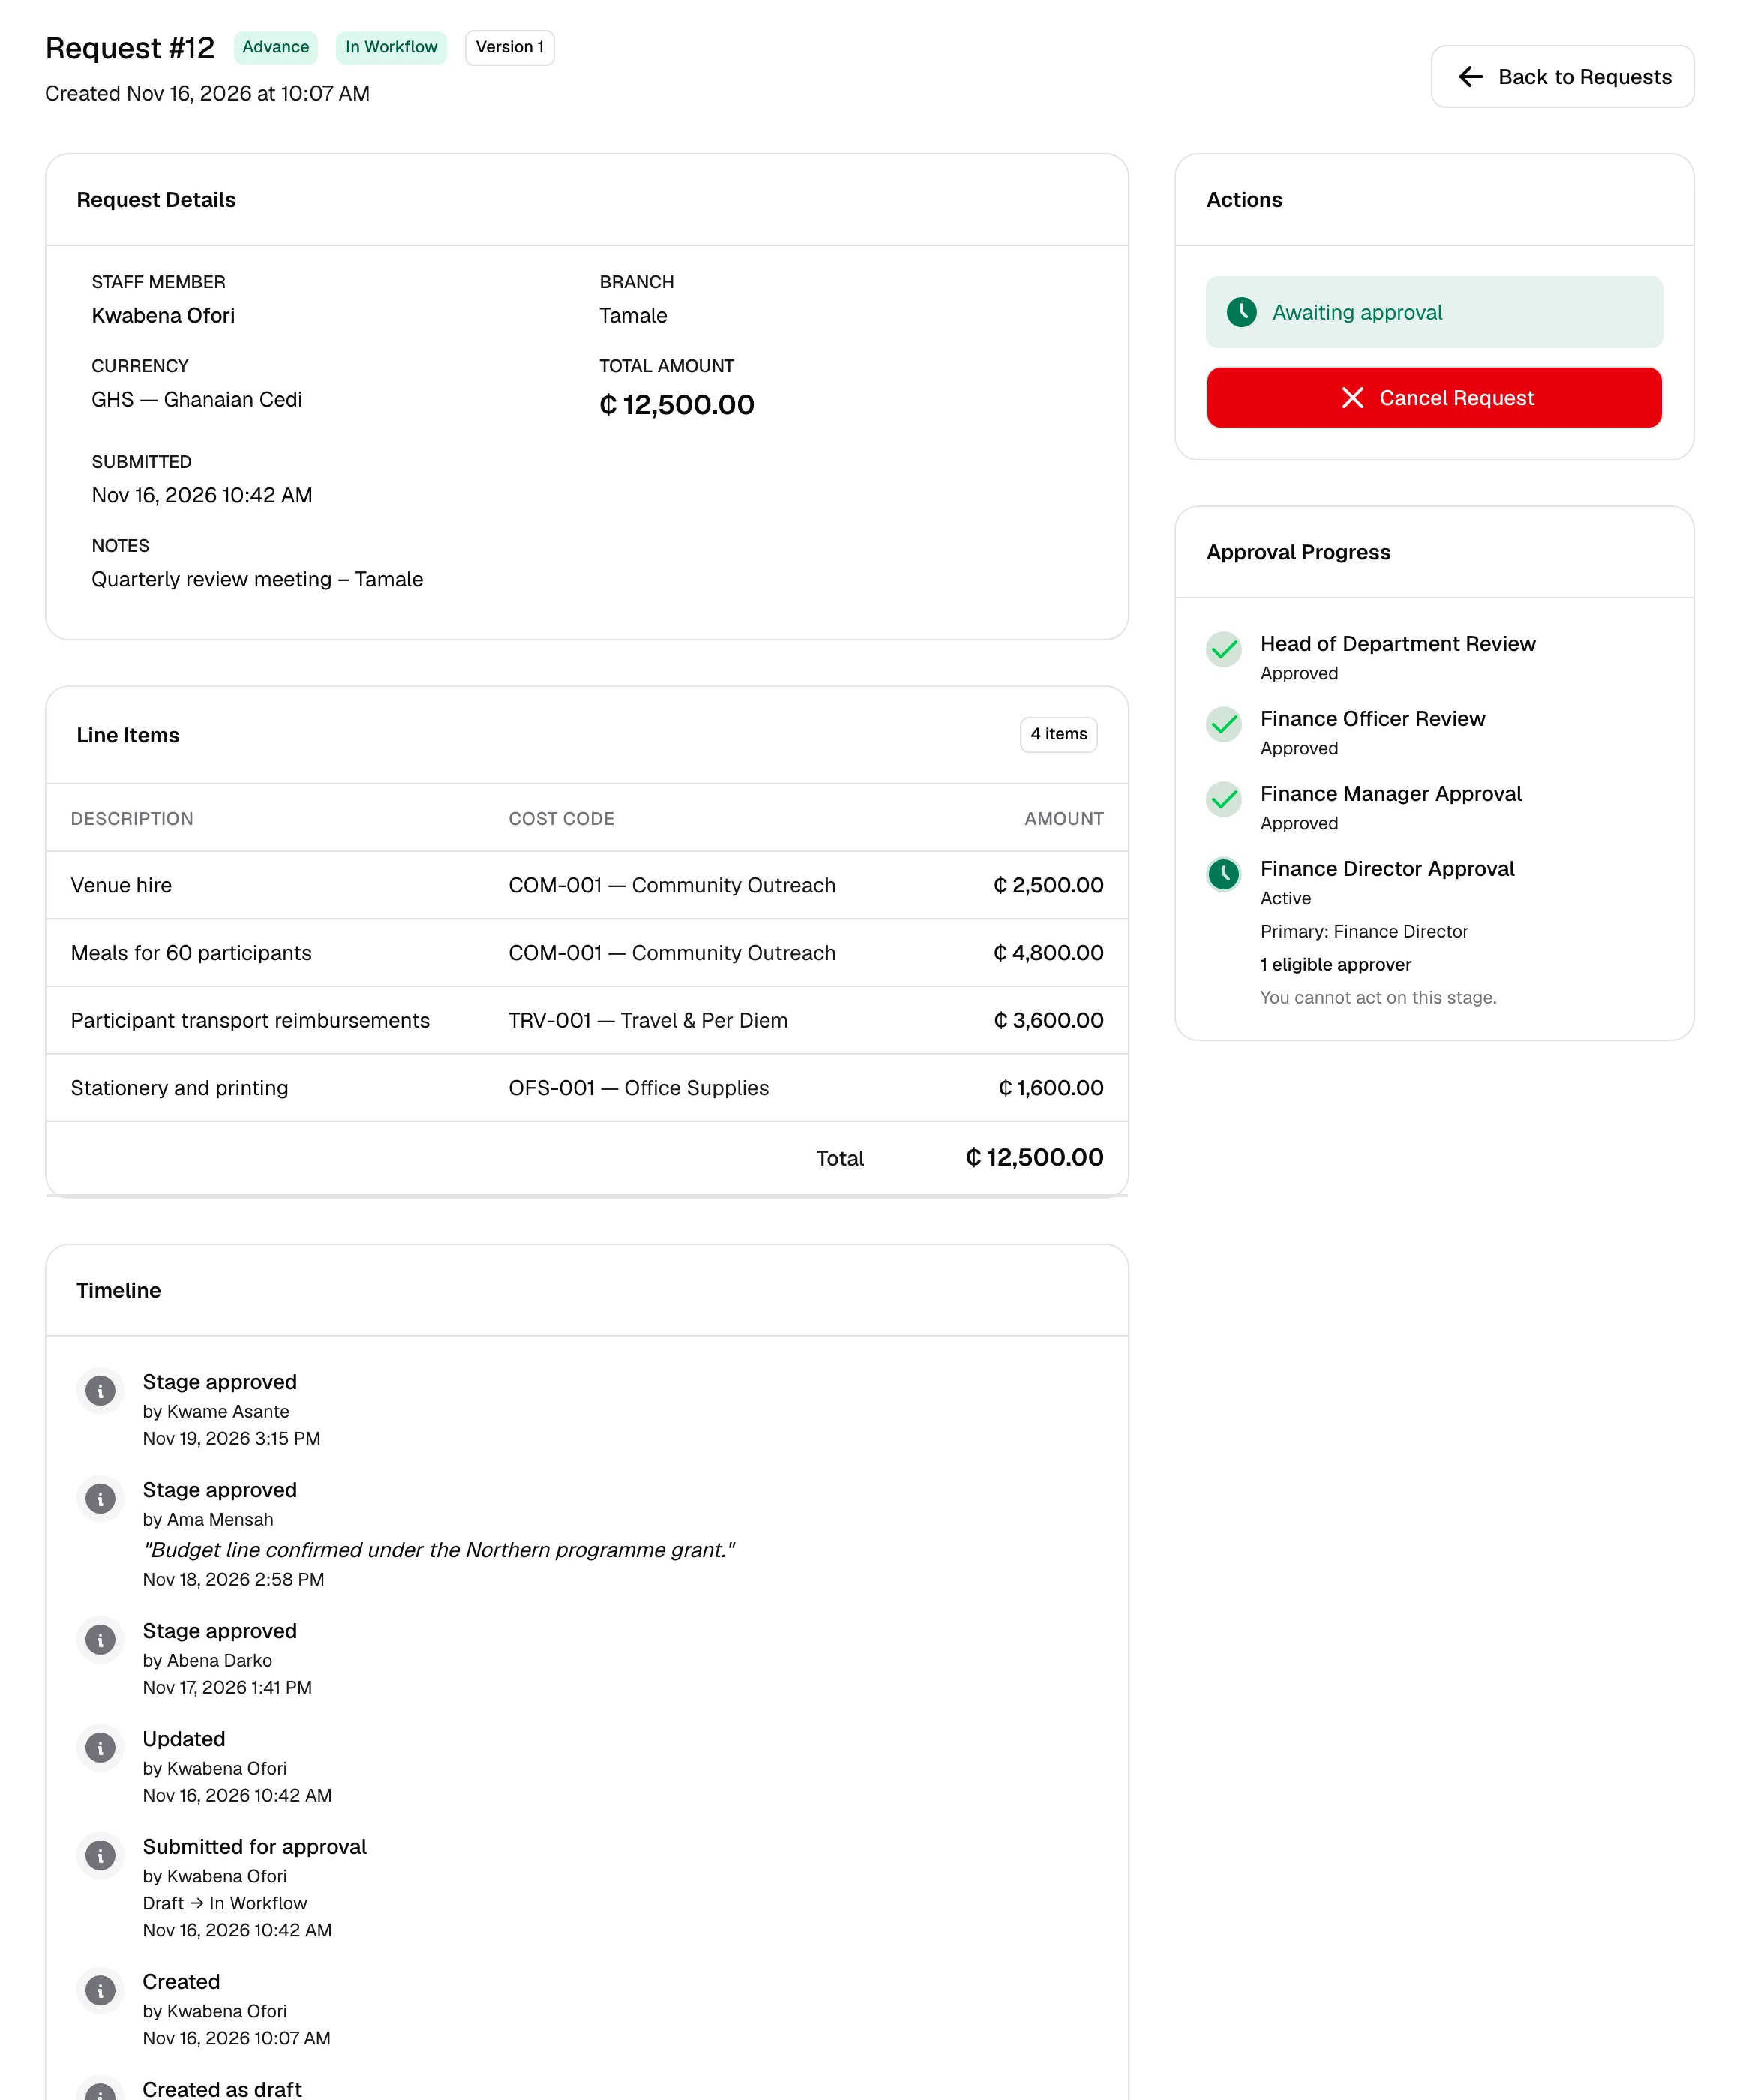 Request #12 Advance In Workflow Version 1
Created Nov 16, 2026 at 10:07 AM
Back to Requests
Request Details
STAFF MEMBER BRANCH
Kwabena Ofori Tamale
CURRENCY TOTAL AMOUNT
GHS — Ghanaian Cedi ₵ 12,500.00
SUBMITTED
Nov 16, 2026 10:42 AM
NOTES
Quarterly review meeting – Tamale
Line Items 4 items
DESCRIPTION COST CODE AMOUNT
Venue hire COM-001 — Community Outreach ₵ 2,500.00
Meals for 60 participants COM-001 — Community Outreach ₵ 4,800.00
Participant transport reimbursements TRV-001 — Travel & Per Diem ₵ 3,600.00
Stationery and printing OFS-001 — Office Supplies ₵ 1,600.00
Total ₵ 12,500.00
Timeline
Stage approved
by Kwame Asante
Nov 19, 2026 3:15 PM
Stage approved
by Ama Mensah
"Budget line confirmed under the Northern programme grant."
Nov 18, 2026 2:58 PM
Stage approved
by Abena Darko
Nov 17, 2026 1:41 PM
Updated
by Kwabena Ofori
Nov 16, 2026 10:42 AM
Submitted for approval
by Kwabena Ofori
Draft → In Workflow
Nov 16, 2026 10:42 AM
Created
by Kwabena Ofori
Nov 16, 2026 10:07 AM
Created as draft
Actions
Awaiting approval
Cancel Request
Approval Progress
Head of Department Review
Approved
Finance Officer Review
Approved
Finance Manager Approval
Approved
Finance Director Approval
Active
Primary: Finance Director
1 eligible approver
You cannot act on this stage.